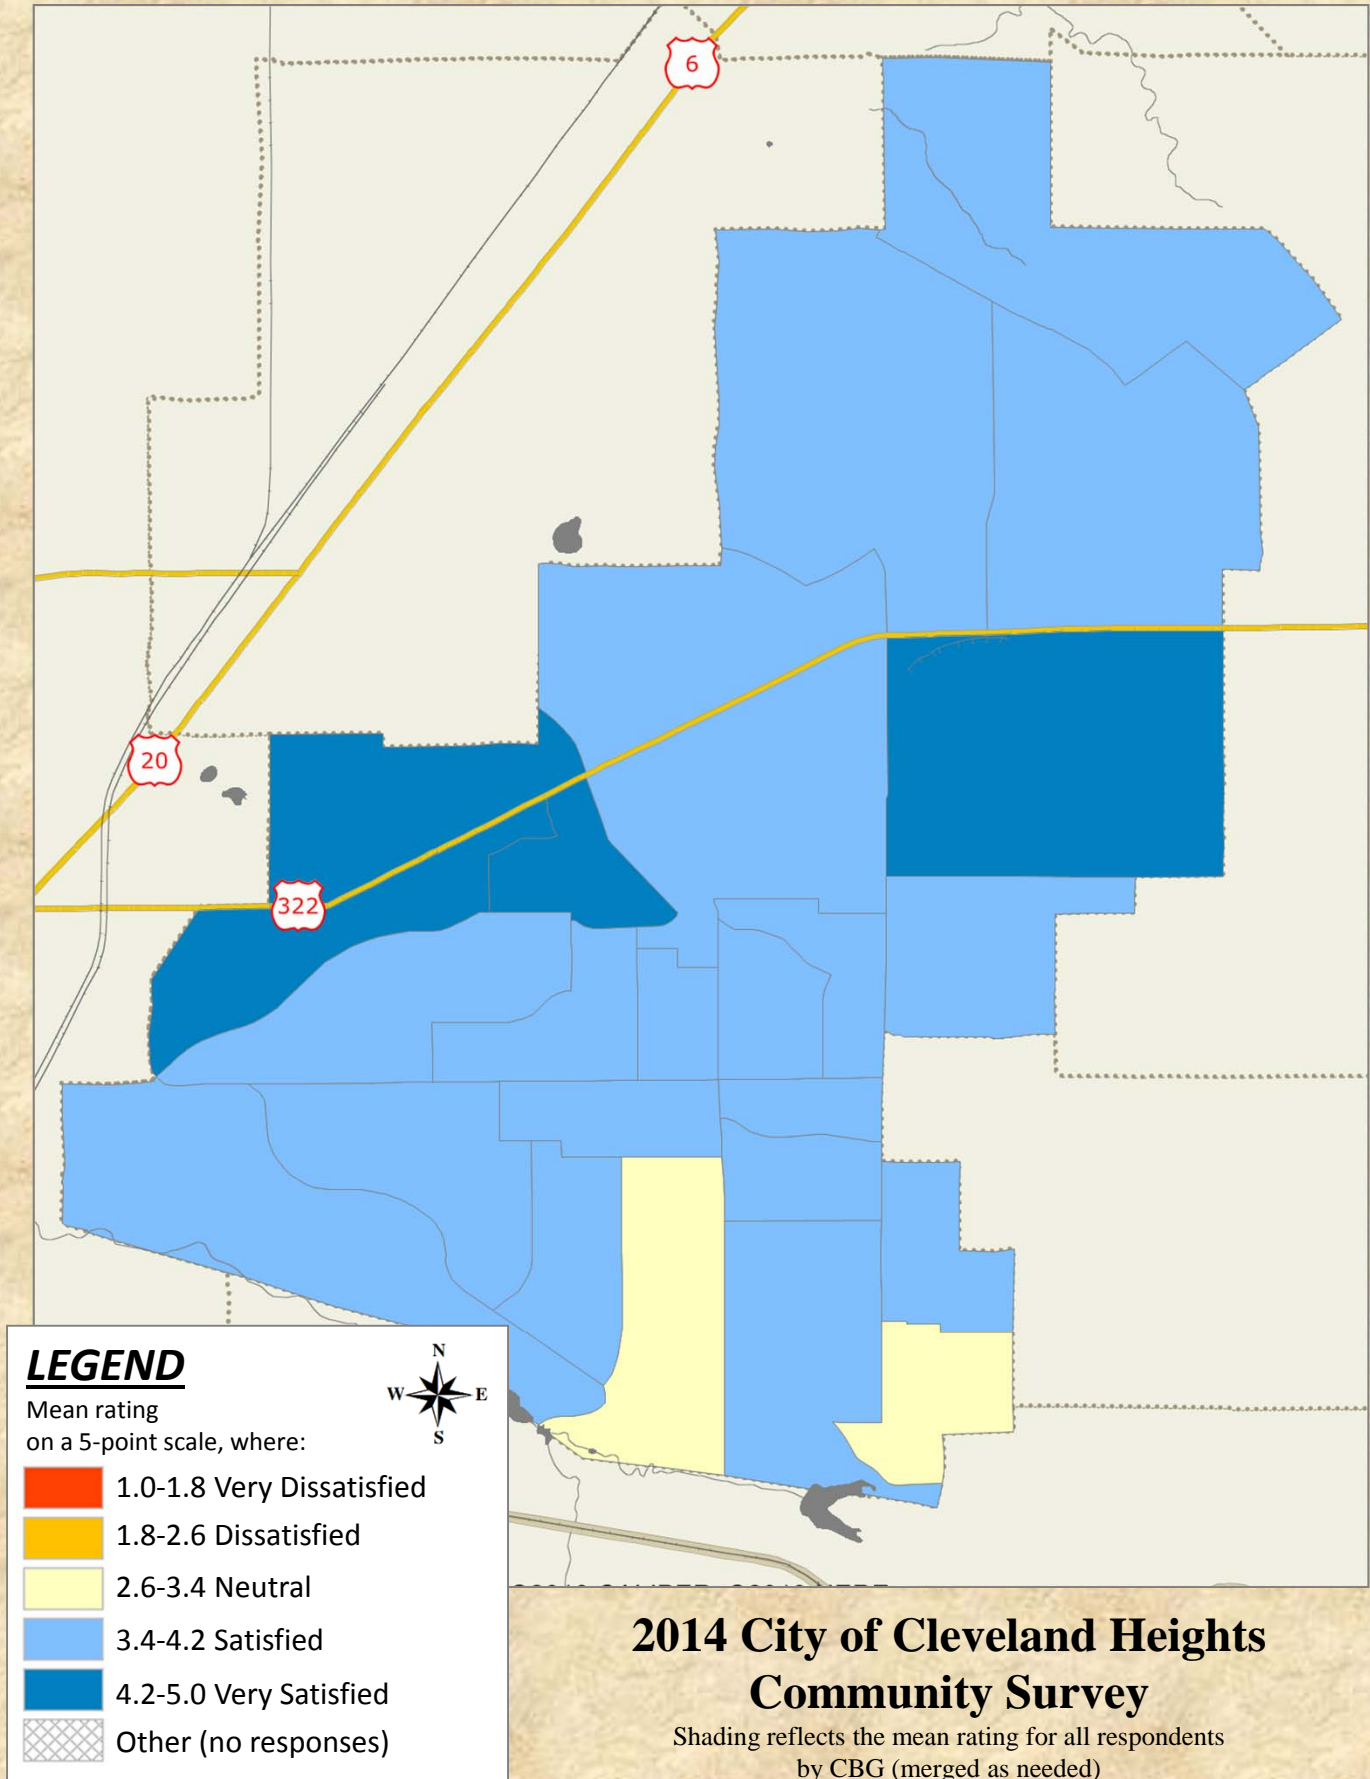 6
20
322
LEGEND
N
W E
S
Mean rating
on a 5-point scale, where:
1.0-1.8 Very Dissatisfied
1.8-2.6 Dissatisfied
2.6-3.4 Neutral
3.4-4.2 Satisfied
4.2-5.0 Very Satisfied
Other (no responses)
2014 City of Cleveland Heights
Community Survey
Shading reflects the mean rating for all respondents
by CBG (merged as needed)